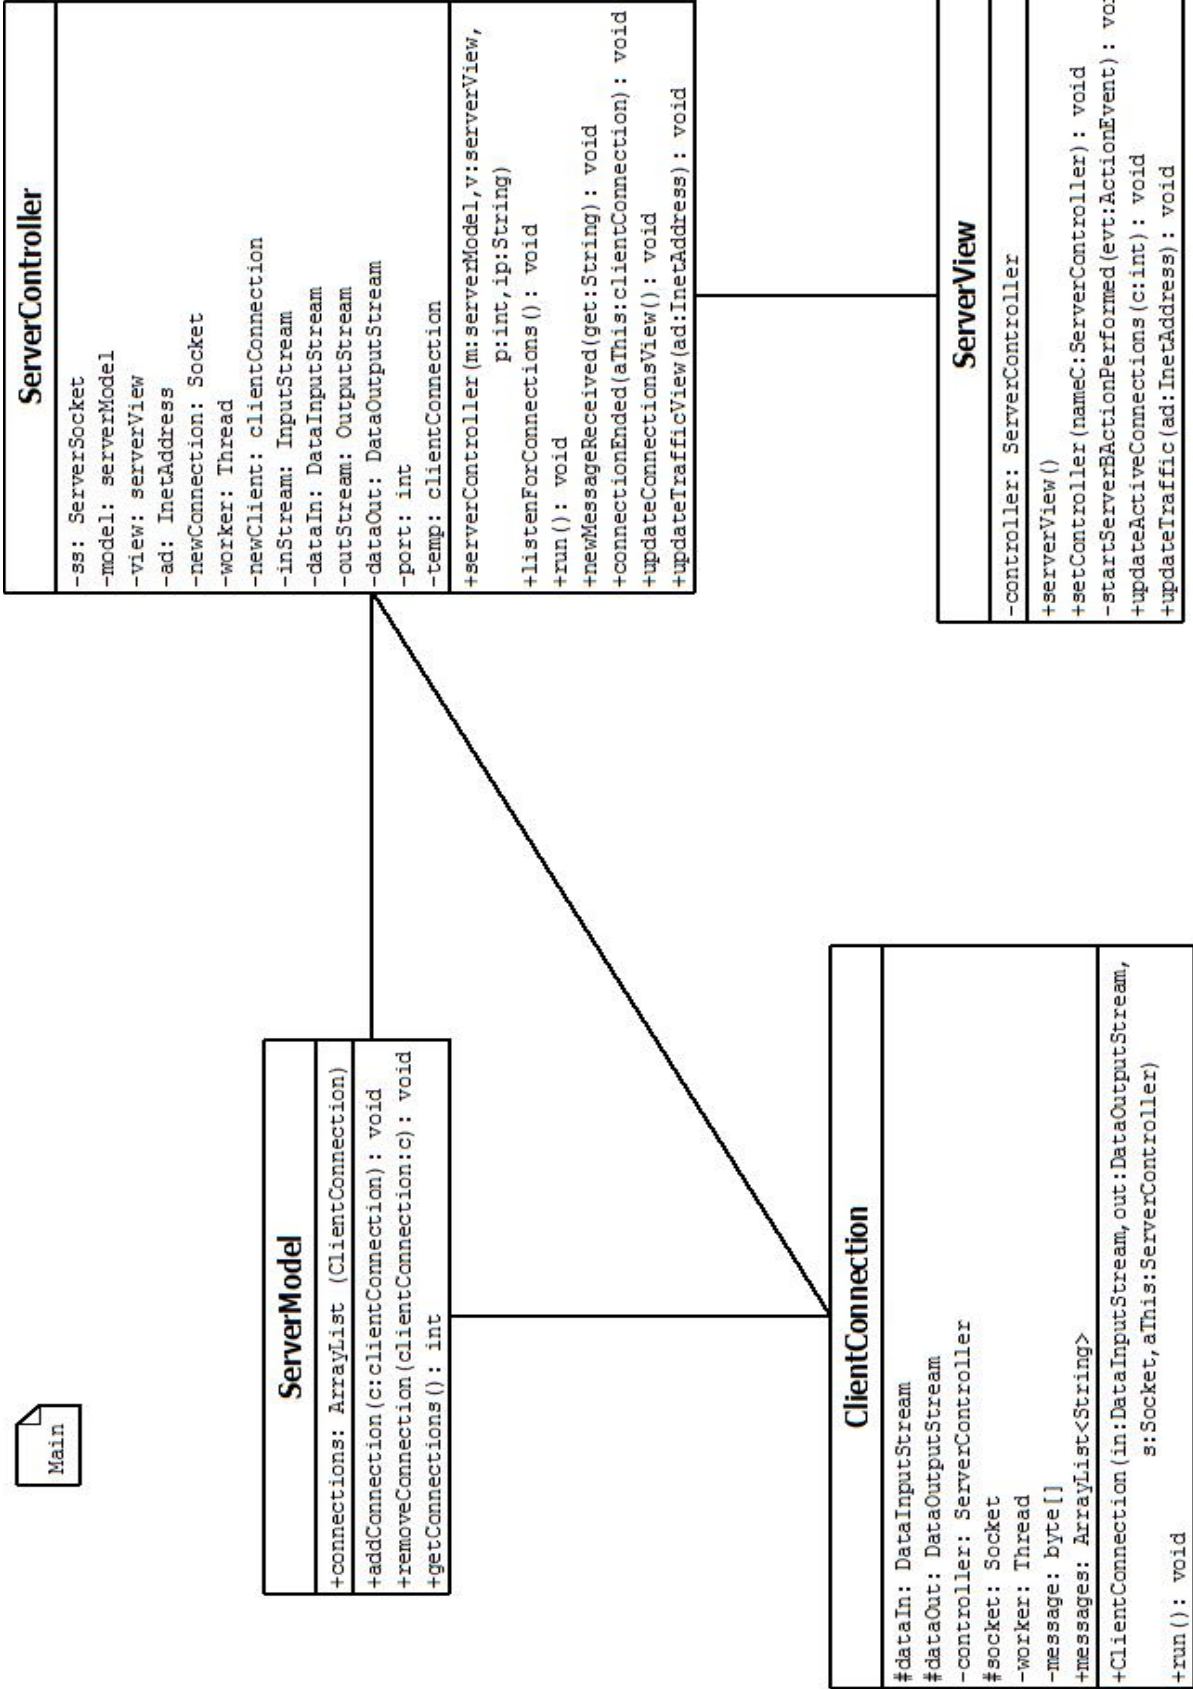 Main
ServerModel
+connections: ArrayList (ClientConnection)
+addConnection(c:clientConnection): void
+removeConnection(clientConnection:c): void
+getConnections(): int
ServerController
-ss: ServerSocket
-model: serverModel
-view: serverView
-ad: InetAddress
-newConnection: Socket
-worker: Thread
-newClient: clientConnection
-inStream: InputStream
-dataIn: DataInputStream
-outStream: OutputStream
-dataOut: DataOutputStream
-port: int
-temp: clientConnection
+serverController(m:serverModel,v:serverView,
p:int,ip:String)
+listenForConnections(): void
+run(): void
+newMessageReceived(get:String): void
+connectionEnded(aThis:clientConnection): void
+updateConnectionsView(): void
+updateTrafficView(ad:InetAddress): void
ClientConnection
#dataIn: DataInputStream
#dataOut: DataOutputStream
-controller: ServerController
#socket: Socket
-worker: Thread
-message: byte[]
+messages: ArrayList<String>
+ClientConnection(in:DataInputStream,out:DataOutputStream,
s:Socket,aThis:ServerController)
+run(): void
ServerView
-controller: ServerController
+serverView()
+setController(nameC:ServerController): void
-startServerBActionPerformed(evt:ActionEvent): voi
+updateActiveConnections(c:int): void
+updateTraffic(ad:InetAddress): void